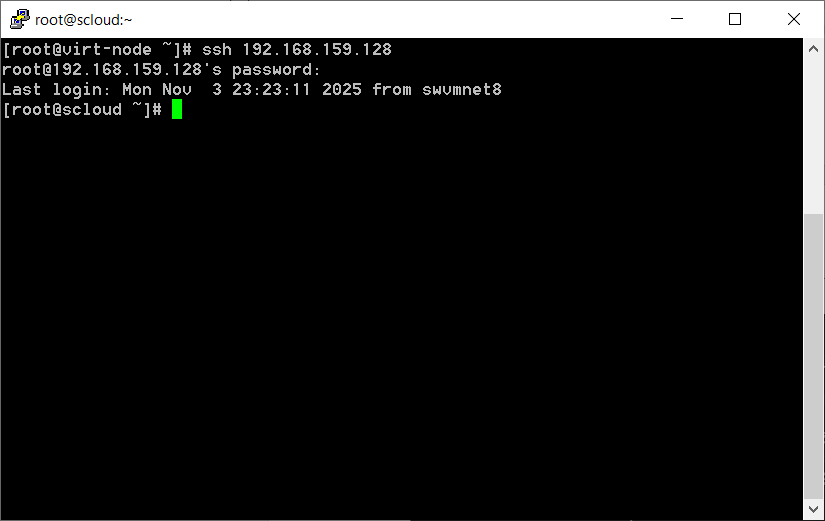 root@scloud:~
[root@virt-node ~]# ssh 192.168.159.128
root@192.168.159.128's password:
Last login: Mon Nov  3 23:23:11 2025 from swvmnet8
[root@scloud ~]#